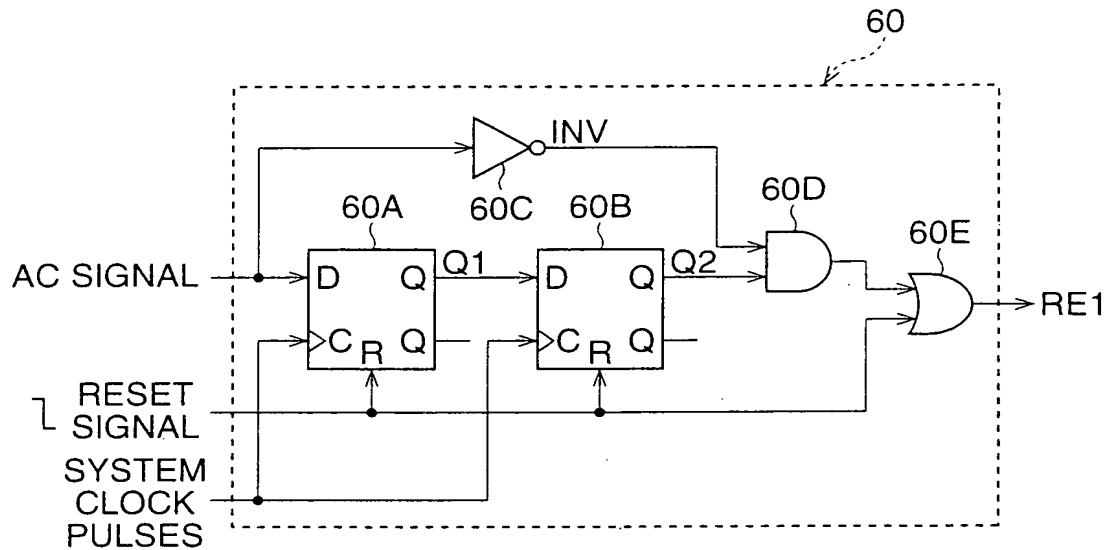 60
INV
60C
60A
60B
60D
60E
AC SIGNAL
D
Q
Q1
D
Q
Q2
RE1
C
R
Q
C
R
Q
RESET
SIGNAL
SYSTEM
CLOCK
PULSES